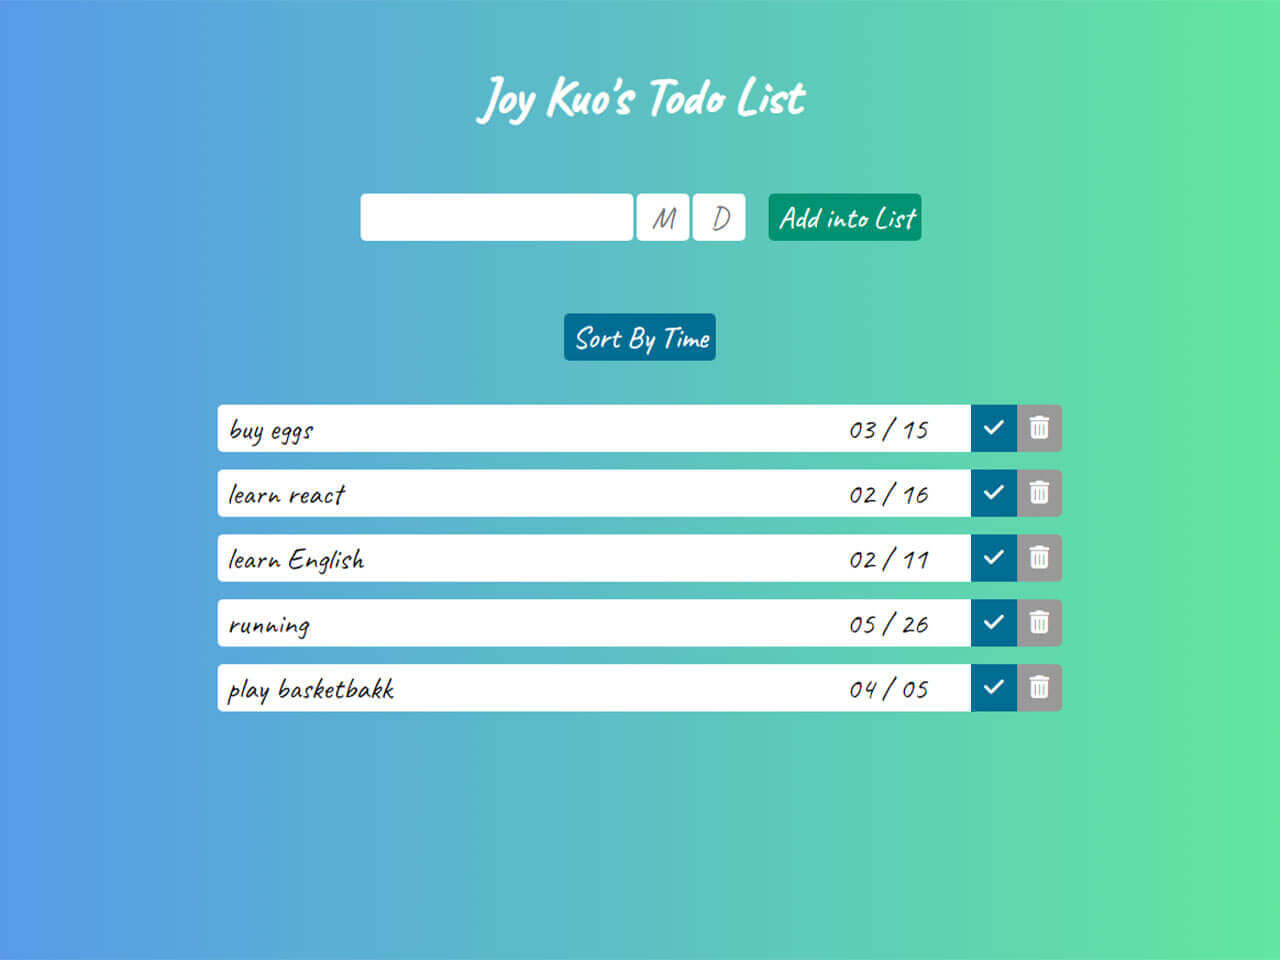 Joy Kuo's Todo List
M D Add into List
Sort By Time
buy eggs 03 / 15
learn react 02 / 16
learn English 02 / 11
running 05 / 26
play basketbakk 04 / 05